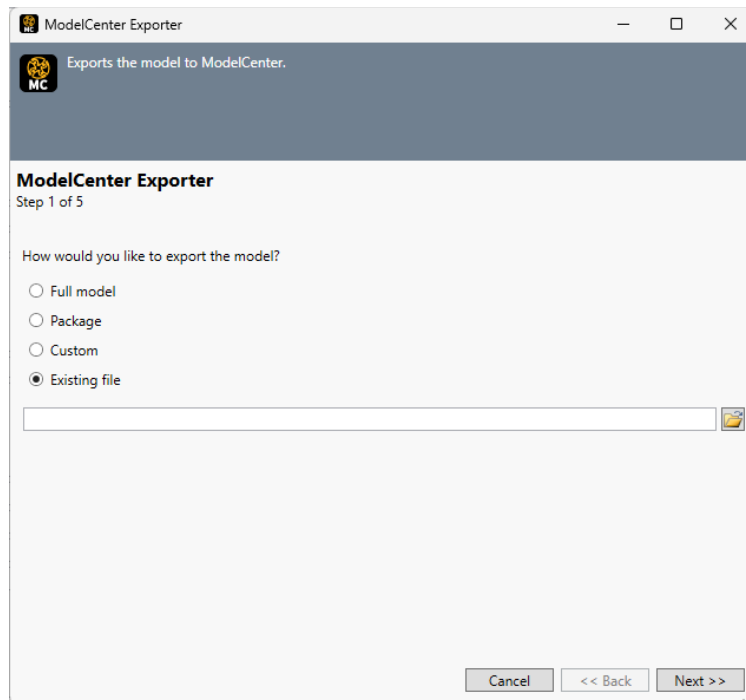 MC ModelCenter Exporter
Exports the model to ModelCenter.
MC
ModelCenter Exporter
Step 1 of 5
How would you like to export the model?
Full model
Package
Custom
Existing file
Cancel << Back Next >>